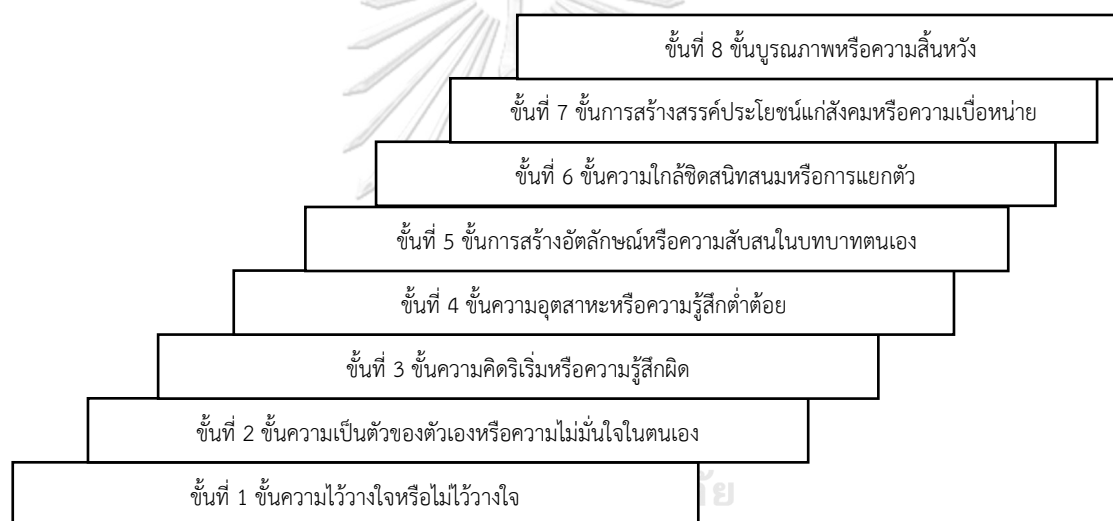 ขั้นที่ 8 ขั้นบูรณภาพหรือความสิ้นหวัง
ขั้นที่ 7 ขั้นการสร้างสรรค์ประโยชน์แก่สังคมหรือความเบื่อหน่าย
ขั้นที่ 6 ขั้นความใกล้ชิดสนิทสนมหรือการแยกตัว
ขั้นที่ 5 ขั้นการสร้างอัตลักษณ์หรือความสับสนในบทบาทตนเอง
ขั้นที่ 4 ขั้นความอุตสาหะหรือความรู้สึกต่ำต้อย
ขั้นที่ 3 ขั้นความคิดริเริ่มหรือความรู้สึกผิด
ขั้นที่ 2 ขั้นความเป็นตัวของตัวเองหรือความไม่มั่นใจในตนเอง
ขั้นที่ 1 ขั้นความไว้วางใจหรือไม่ไว้วางใจ